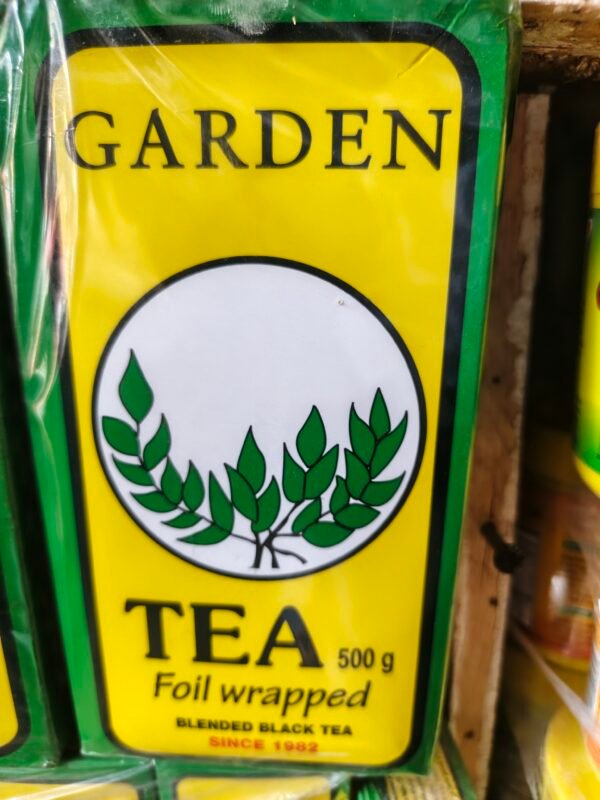 GARDEN
TEA 500 g
Foil wrapped
BLENDED BLACK TEA
SINCE 1982